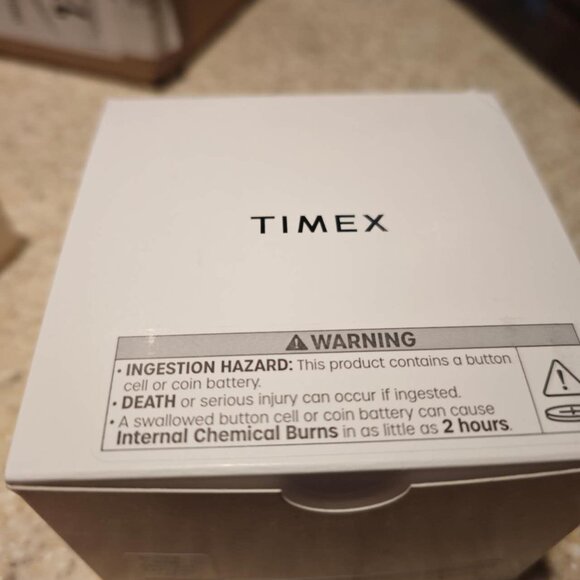 TIMEX
WARNING
• INGESTION HAZARD: This product contains a button
cell or coin battery.
• DEATH or serious injury can occur if ingested.
• A swallowed button cell or coin battery can cause
Internal Chemical Burns in as little as 2 hours.